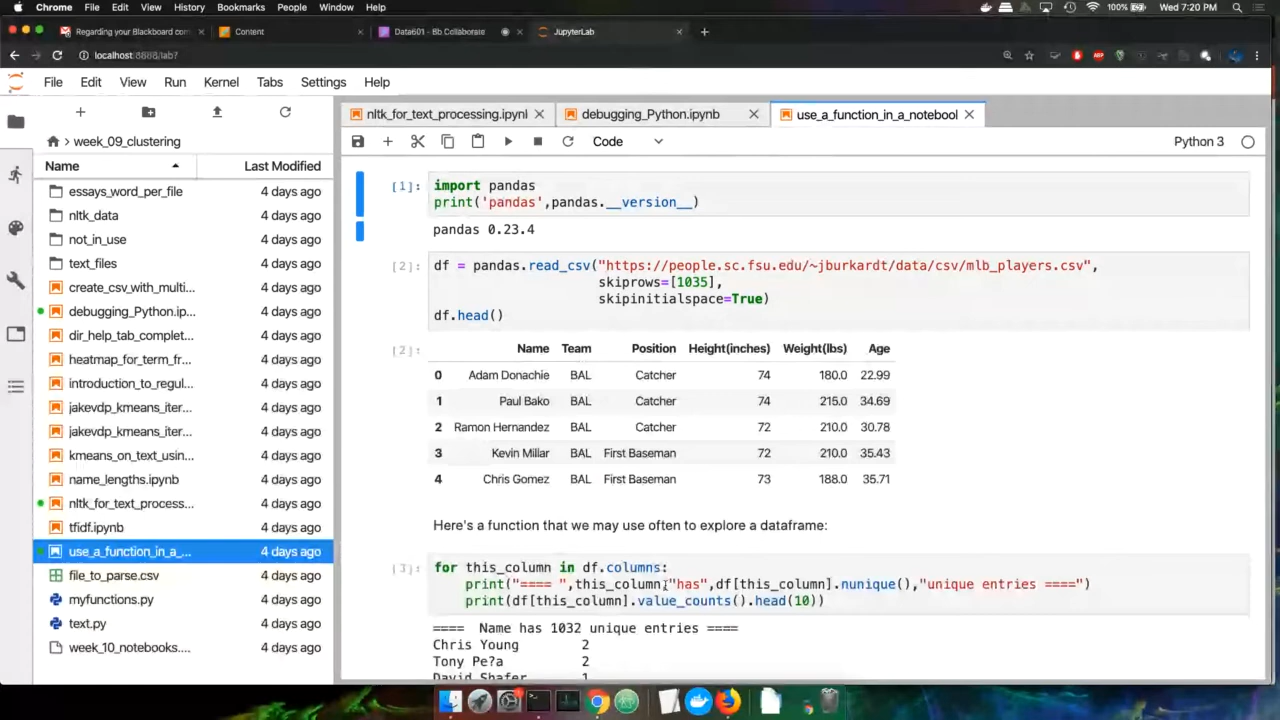 Chrome File Edit View History Bookmarks People Window Help 100% Wed 7:20 PM
Regarding your Blackboard com Content Data601 - Bb Collaborate JupyterLab
localhost:8888/lab?
File Edit View Run Kernel Tabs Settings Help
nltk_for_text_processing.ipynl debugging_Python.ipynb use_a_function_in_a_notebool
week_09_clustering
Code Python 3
Name Last Modified
essays_word_per_file 4 days ago
nltk_data 4 days ago
not_in_use 4 days ago
text_files 4 days ago
create_csv_with_multi... 4 days ago
debugging_Python.ip... 4 days ago
dir_help_tab_complet... 4 days ago
heatmap_for_term_fr... 4 days ago
introduction_to_regul... 4 days ago
jakevdp_kmeans_iter... 4 days ago
jakevdp_kmeans_iter... 4 days ago
kmeans_on_text_usin... 4 days ago
name_lengths.ipynb 4 days ago
nltk_for_text_process... 4 days ago
tfidf.ipynb 4 days ago
use_a_function_in_a_... 4 days ago
file_to_parse.csv 4 days ago
myfunctions.py 4 days ago
text.py 4 days ago
week_10_notebooks.... 4 days ago
[1]: import pandas
print('pandas',pandas.__version__)
pandas 0.23.4
[2]: df = pandas.read_csv("https://people.sc.fsu.edu/~jburkardt/data/csv/mlb_players.csv",
skiprows=[1035],
skipinitialspace=True)
df.head()
[2]: Name Team Position Height(inches) Weight(lbs) Age
0 Adam Donachie BAL Catcher 74 180.0 22.99
1 Paul Bako BAL Catcher 74 215.0 34.69
2 Ramon Hernandez BAL Catcher 72 210.0 30.78
3 Kevin Millar BAL First Baseman 72 210.0 35.43
4 Chris Gomez BAL First Baseman 73 188.0 35.71
Here's a function that we may use often to explore a dataframe:
[3]: for this_column in df.columns:
print("==== ",this_column,"has",df[this_column].nunique(),"unique entries ====")
print(df[this_column].value_counts().head(10))
==== Name has 1032 unique entries ====
Chris Young 2
Tony Pe?a 2
David Shafer 1